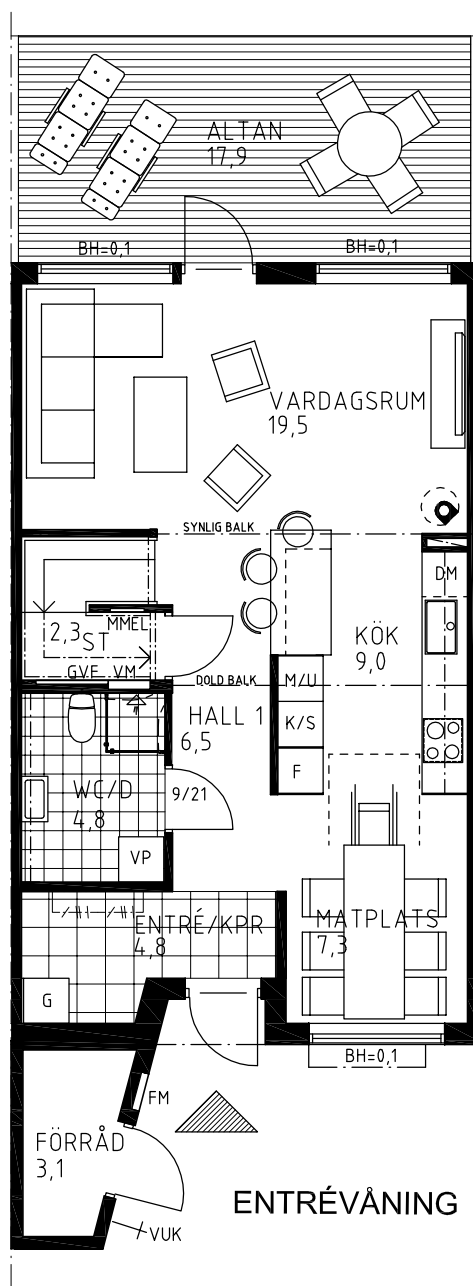 ALTAN
17,9
BH=0,1
BH=0,1
VARDAGSRUM
19,5
SYNLIG BALK
DM
MMEL
2,3 ST
KÖK
9,0
GVF VM
DOLD BALK
M/U
HALL 1
6,5
K/S
F
WC/D
4,8
9/21
VP
ENTRÉ/KPR
4,8
MATPLATS
7,3
G
BH=0,1
FM
FÖRRÅD
3,1
ENTRÉVÅNING
VUK